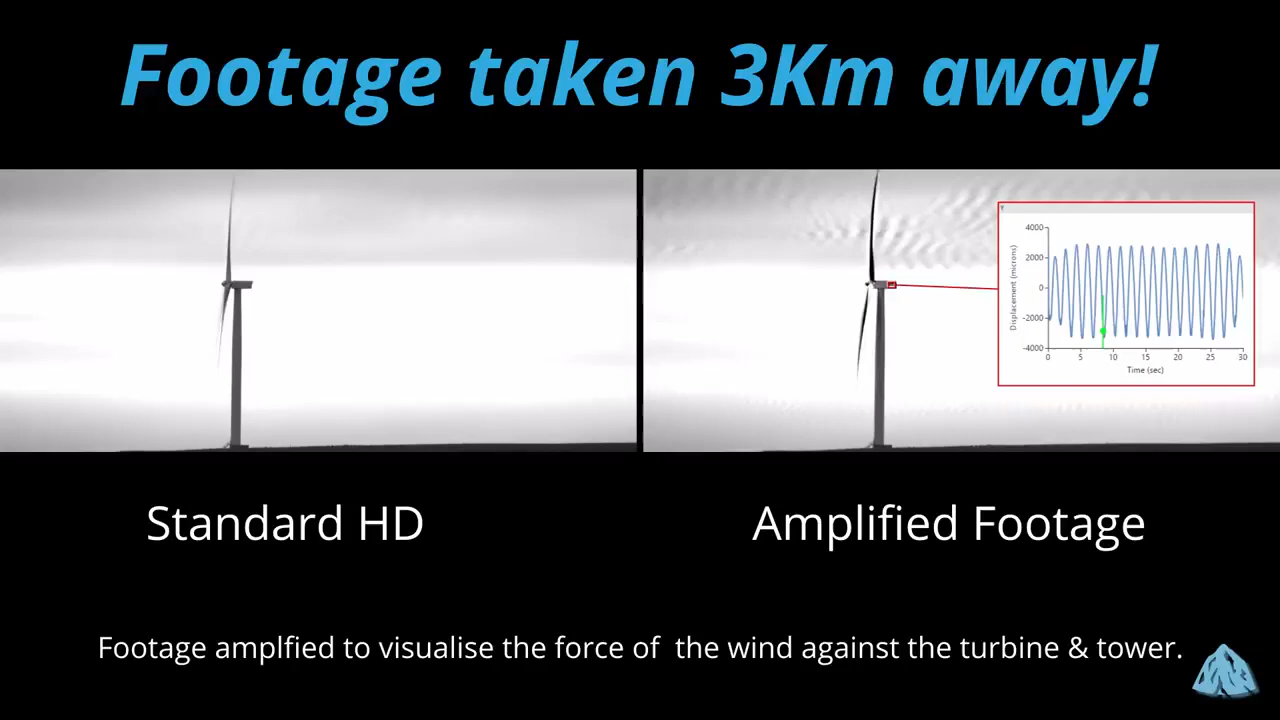 Footage taken 3Km away!
Y
4000
2000
0
-2000
-4000
Displacement (microns)
0 5 10 15 20 25 30
Time (sec)
Standard HD
Amplified Footage
Footage amplfied to visualise the force of  the wind against the turbine & tower.